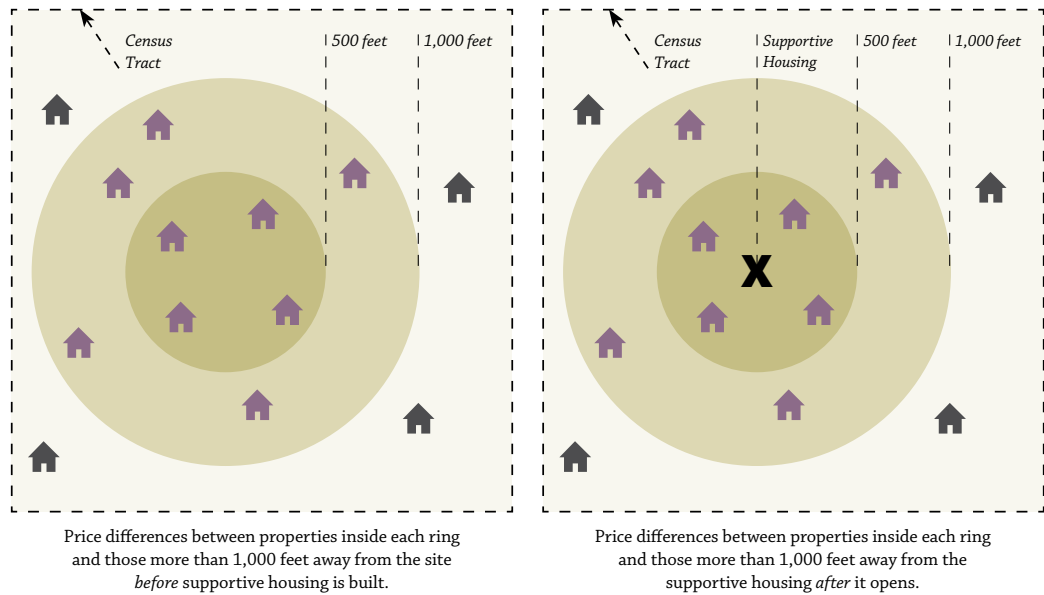 Census
Tract
500 feet
1,000 feet
Price differences between properties inside each ring
and those more than 1,000 feet away from the site
before supportive housing is built.
Census
Tract
Supportive
Housing
500 feet
1,000 feet
X
Price differences between properties inside each ring
and those more than 1,000 feet away from the
supportive housing after it opens.